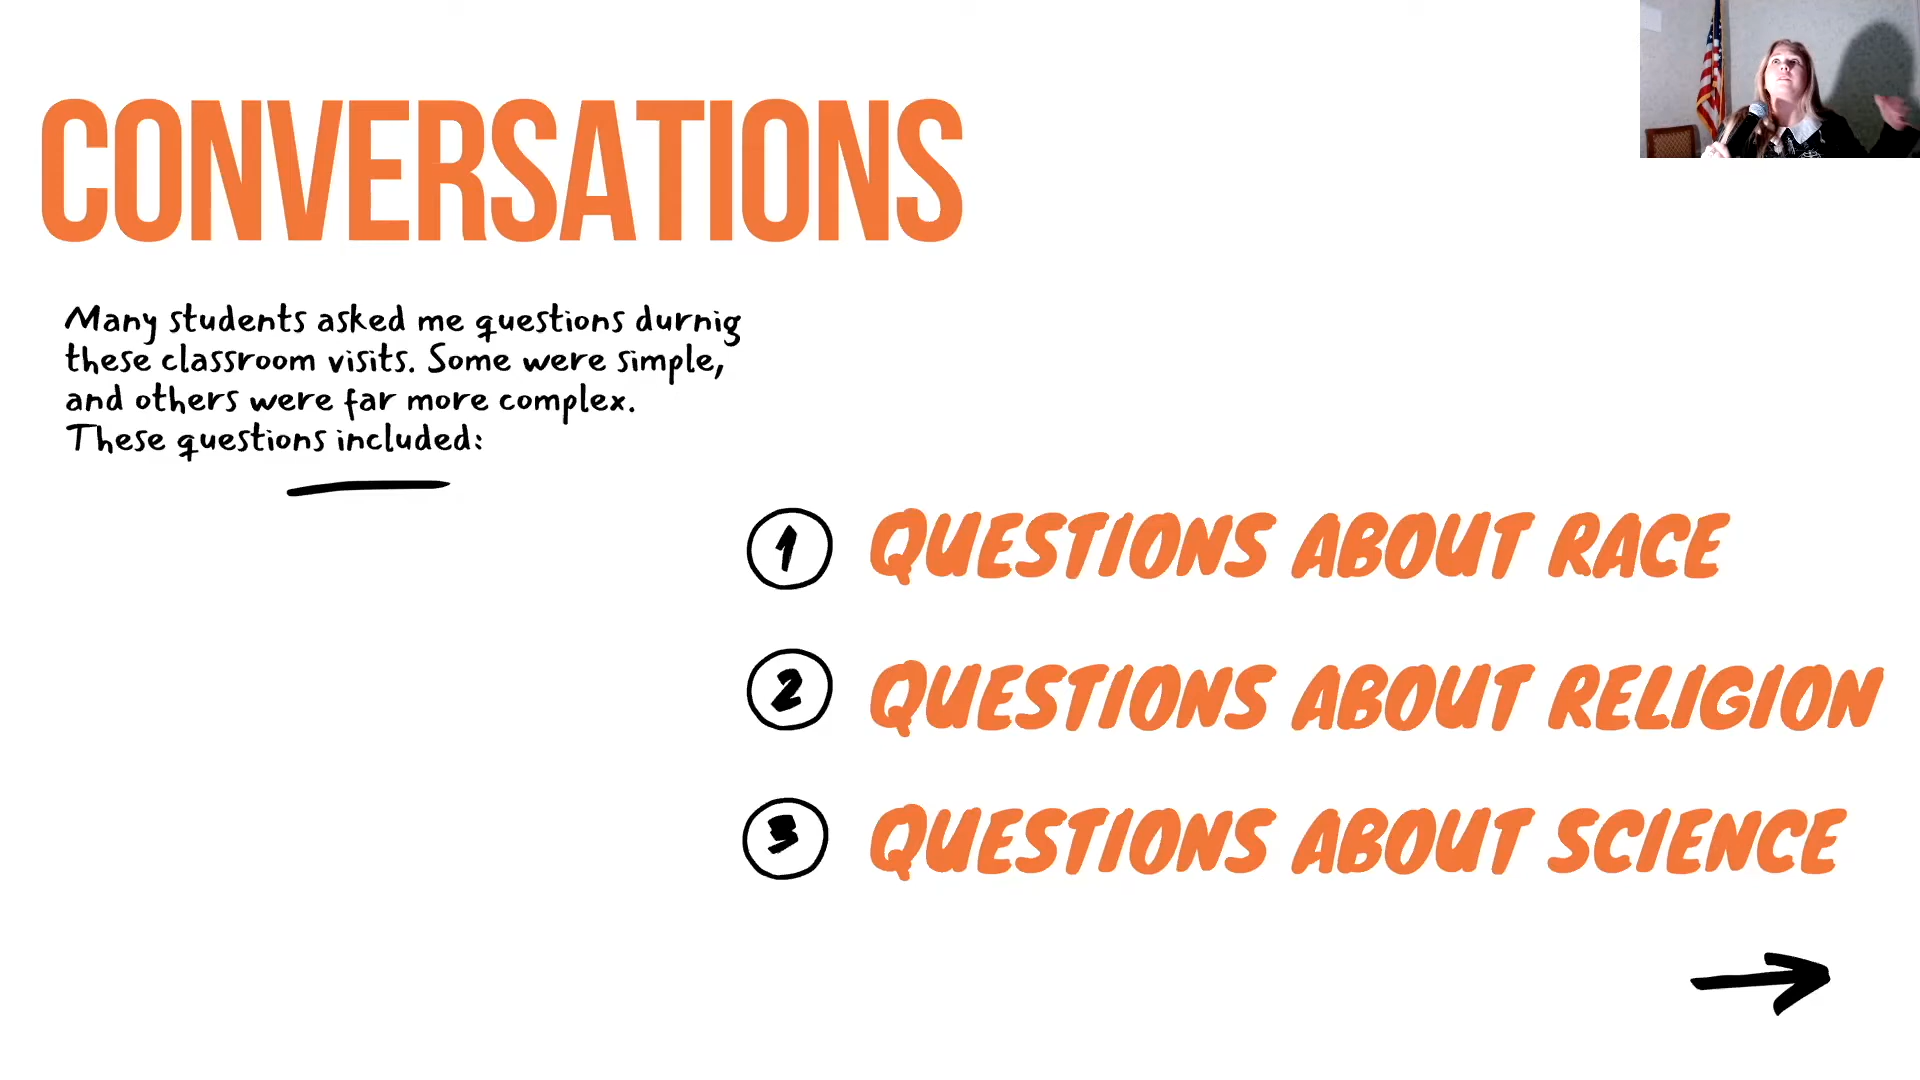 CONVERSATIONS
Many students asked me questions durnig
these classroom visits. Some were simple,
and others were far more complex.
These questions included:
1 QUESTIONS ABOUT RACE
2 QUESTIONS ABOUT RELIGION
3 QUESTIONS ABOUT SCIENCE